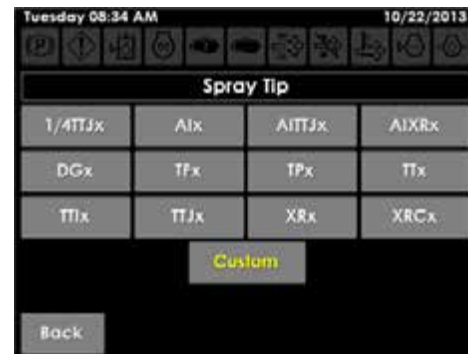 Tuesday 08:34 AM 10/22/2013
Spray Tip
1/4TTJx AIx AITTJx AIXRx
DGx TFx TPx TTx
TTIx TTJx XRx XRCx
Custom
Back